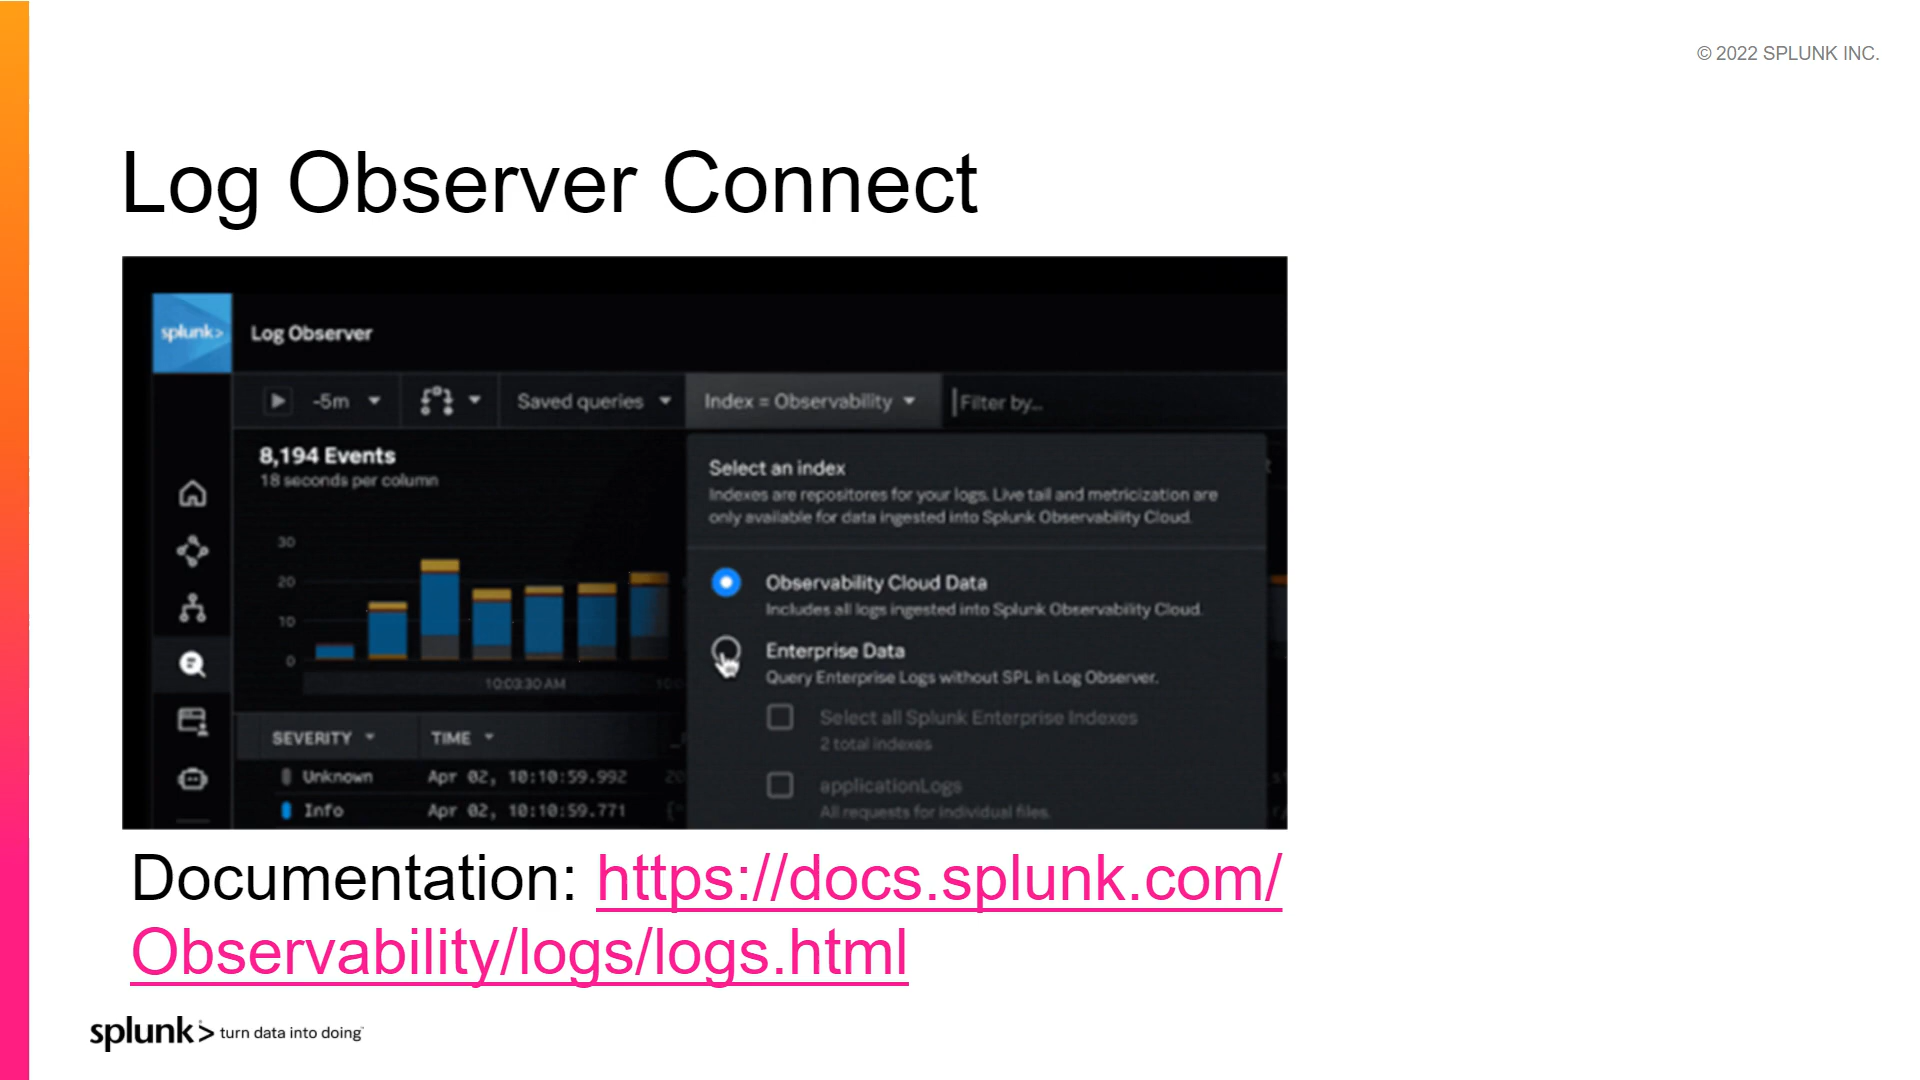 © 2022 SPLUNK INC.
Log Observer Connect
splunk>
Log Observer
-5m
Saved queries
Index = Observability
Filter by...
8,194 Events
18 seconds per column
30
20
10
0
10:03:30 AM
Select an index
Indexes are repositores for your logs. Live tail and metricization are
only available for data ingested into Splunk Observability Cloud.
Observability Cloud Data
Includes all logs ingested into Splunk Observability Cloud.
Enterprise Data
Query Enterprise Logs without SPL in Log Observer.
Select all Splunk Enterprise Indexes
2 total indexes
applicationLogs
All requests for individual files.
SEVERITY
TIME
Unknown
Apr 02, 10:10:59.992
Info
Apr 02, 10:10:59.771
Documentation: https://docs.splunk.com/
Observability/logs/logs.html
splunk> turn data into doing